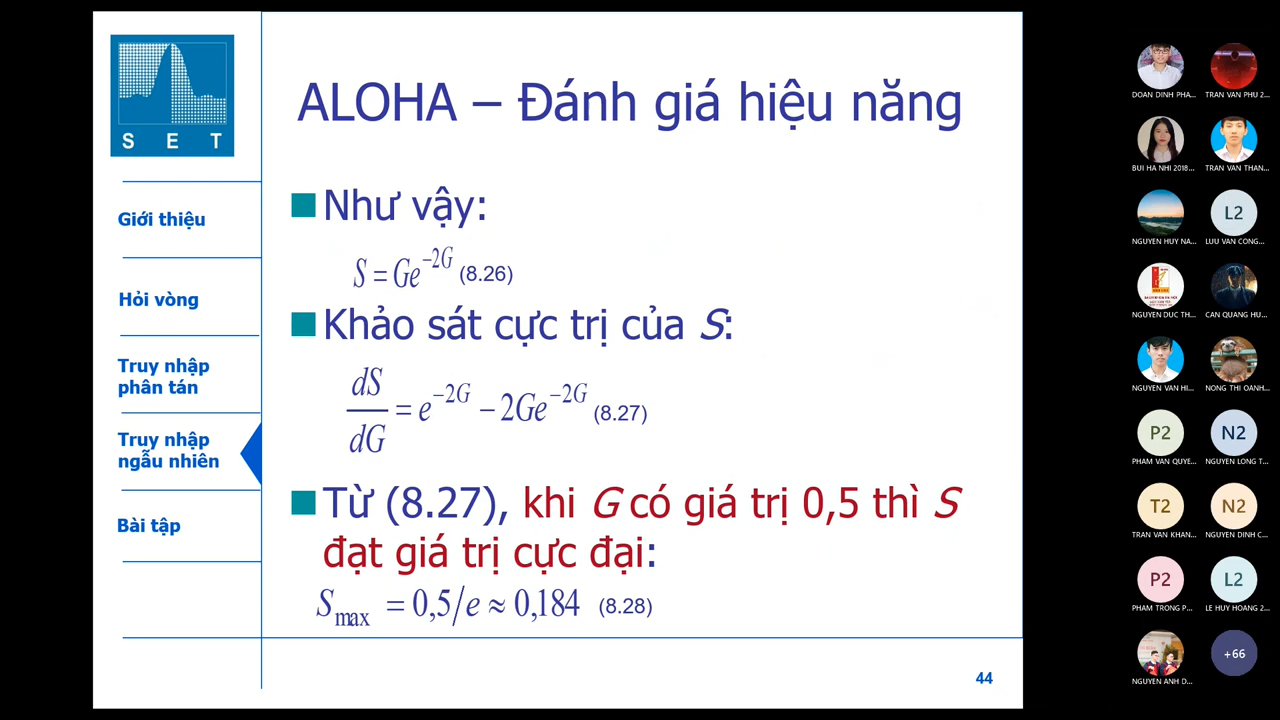 SET
Giới thiệu
Hỏi vòng
Truy nhập
phân tán
Truy nhập
ngẫu nhiên
Bài tập
ALOHA – Đánh giá hiệu năng
Như vậy:
S = Ge^{-2G} (8.26)
Khảo sát cực trị của S:
dS/dG = e^{-2G} – 2Ge^{-2G} (8.27)
Từ (8.27), khi G có giá trị 0,5 thì S
đạt giá trị cực đại:
S_max = 0,5/e ≈ 0,184 (8.28)
44
DOAN DINH PHA...
TRAN VAN PHU 2...
BUI HA NHI 2018...
TRAN VAN THAN...
NGUYEN HUY NA...
L2
LUU VAN CONG...
NGUYEN DUC TH...
CAN QUANG HU...
NGUYEN VAN HI...
NONG THI OANH...
P2
PHAM VAN QUYE...
N2
NGUYEN LONG T...
T2
TRAN VAN KHAN...
N2
NGUYEN DINH C...
P2
PHAM TRONG P...
L2
LE HUY HOANG 2...
NGUYEN ANH D...
+66